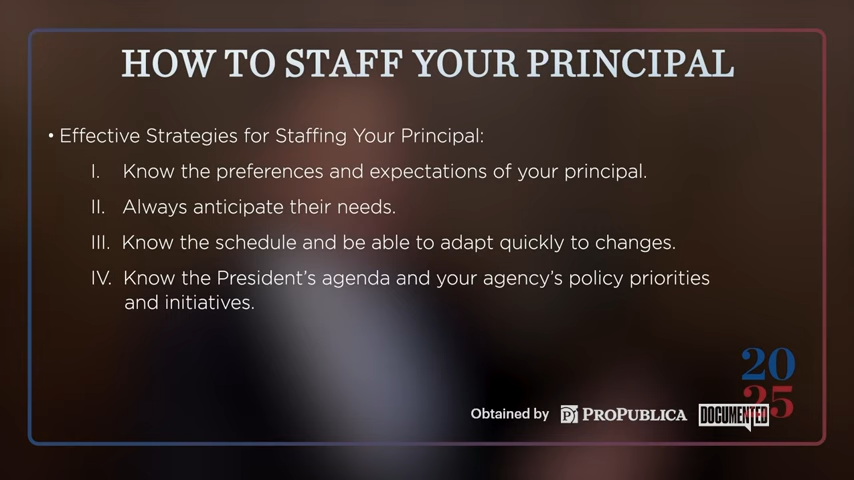 HOW TO STAFF YOUR PRINCIPAL
• Effective Strategies for Staffing Your Principal:
I. Know the preferences and expectations of your principal.
II. Always anticipate their needs.
III. Know the schedule and be able to adapt quickly to changes.
IV. Know the President's agenda and your agency's policy priorities
and initiatives.
20
25
Obtained by PROPUBLICA DOCUMENTED